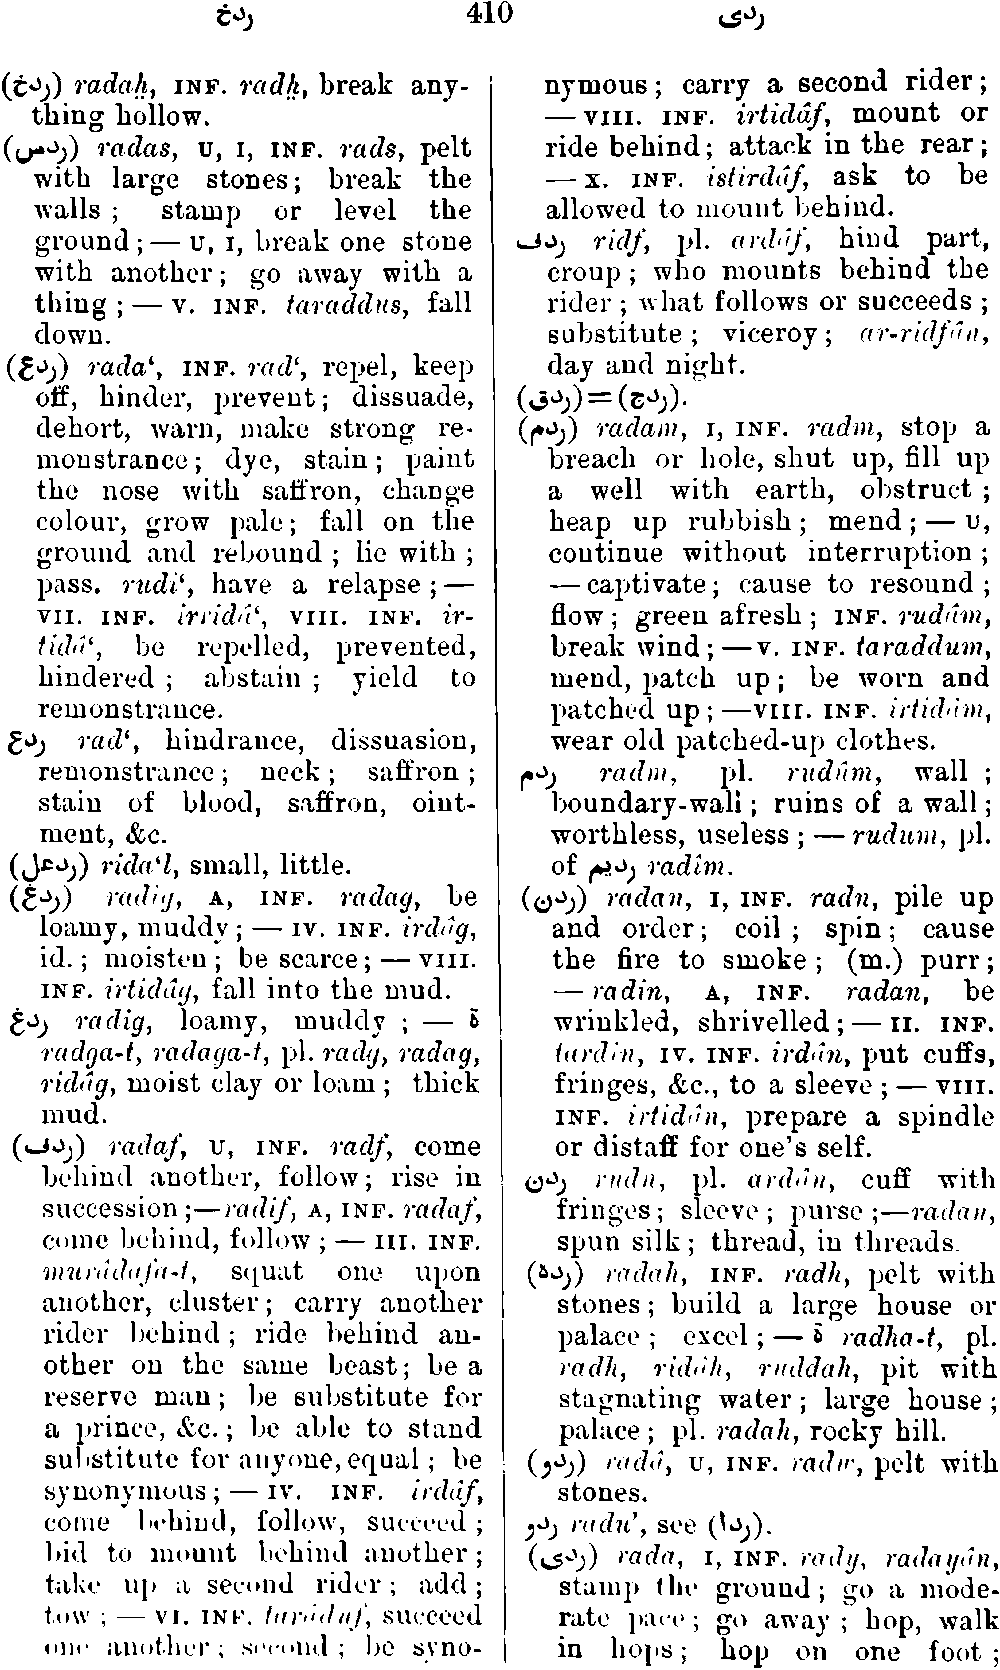 ردخ 410 ردى
(ردخ) radaḫ, INF. radḫ, break any-
thing hollow.
(ردس) radas, U, I, INF. rads, pelt
with large stones; break the
walls; stamp or level the
ground; — U, I, break one stone
with another; go away with a
thing; — V. INF. taraddus, fall
down.
(ردع) rada‘, INF. rad‘, repel, keep
off, hinder, prevent; dissuade,
dehort, warn, make strong re-
monstrance; dye, stain; paint
the nose with saffron, change
colour, grow pale; fall on the
ground and rebound; lie with;
pass. rudi‘, have a relapse; —
VII. INF. irridâ‘, VIII. INF. ir-
tidâ‘, be repelled, prevented,
hindered; abstain; yield to
remonstrance.
ردع rad‘, hindrance, dissuasion,
remonstrance; neck; saffron;
stain of blood, saffron, oint-
ment, &c.
(ردعل) rida‘l, small, little.
(ردغ) radig, A, INF. radag, be
loamy, muddy; — IV. INF. irdâg,
id.; moisten; be scarce; — VIII.
INF. irtidâg, fall into the mud.
ردغ radig, loamy, muddy; — ة
radga-t, radaga-t, pl. radg, radag,
ridâg, moist clay or loam; thick
mud.
(ردف) radaf, U, INF. radf, come
behind another, follow; rise in
succession;—radif, A, INF. radaf,
come behind, follow; — III. INF.
murâdafa-t, squat one upon
another, cluster; carry another
rider behind; ride behind an-
other on the same beast; be a
reserve man; be substitute for
a prince, &c.; be able to stand
substitute for anyone, equal; be
synonymous; — IV. INF. irdâf,
come behind, follow, succeed;
bid to mount behind another;
take up a second rider; add;
tow; — VI. INF. tarâduf, succeed
one another; second; be syno-
nymous; carry a second rider;
— VIII. INF. irtidâf, mount or
ride behind; attack in the rear;
— X. INF. istirdâf, ask to be
allowed to mount behind.
ردف ridf, pl. ardâf, hind part,
croup; who mounts behind the
rider; what follows or succeeds;
substitute; viceroy; ar-ridfân,
day and night.
(ردق)=(ردج).
(ردم) radam, I, INF. radm, stop a
breach or hole, shut up, fill up
a well with earth, obstruct;
heap up rubbish; mend; — U,
continue without interruption;
— captivate; cause to resound;
flow; green afresh; INF. rudâm,
break wind; —V. INF. taraddum,
mend, patch up; be worn and
patched up; —VIII. INF. irtidâm,
wear old patched-up clothes.
ردم radm, pl. rudûm, wall;
boundary-wall; ruins of a wall;
worthless, useless; — rudum, pl.
of رديم radîm.
(ردن) radan, I, INF. radn, pile up
and order; coil; spin; cause
the fire to smoke; (m.) purr;
— radin, A, INF. radan, be
wrinkled, shrivelled; — II. INF.
tardîn, IV. INF. irdân, put cuffs,
fringes, &c., to a sleeve; — VIII.
INF. irtidân, prepare a spindle
or distaff for one's self.
ردن rudn, pl. ardân, cuff with
fringes; sleeve; purse;—radan,
spun silk; thread, in threads.
(رده) radah, INF. radh, pelt with
stones; build a large house or
palace; excel; — ة radha-t, pl.
radh, ridâh, ruddah, pit with
stagnating water; large house;
palace; pl. radah, rocky hill.
(ردو) radâ, U, INF. radw, pelt with
stones.
ردو radu’, see (ردأ).
(ردى) rada, I, INF. rady, radayân,
stamp the ground; go a mode-
rate pace; go away; hop, walk
in hops; hop on one foot;